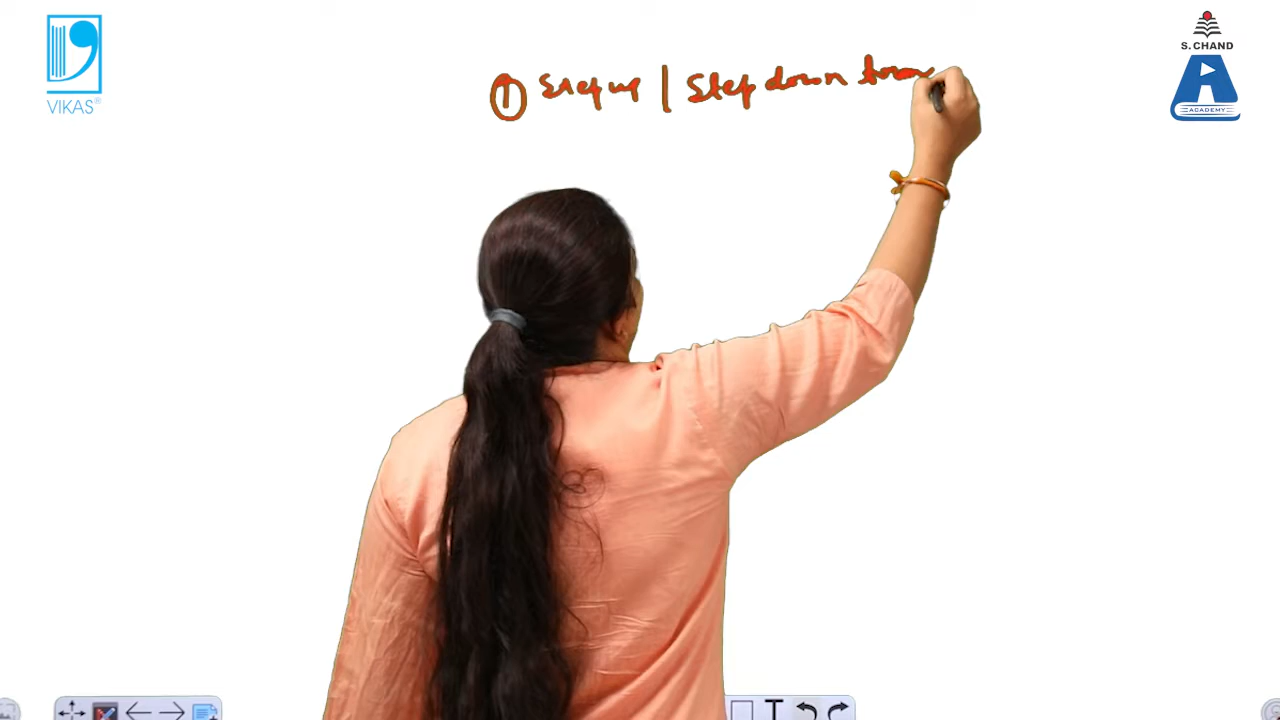 VIKAS®
S. CHAND
ACADEMY
① Step up | Step down
T